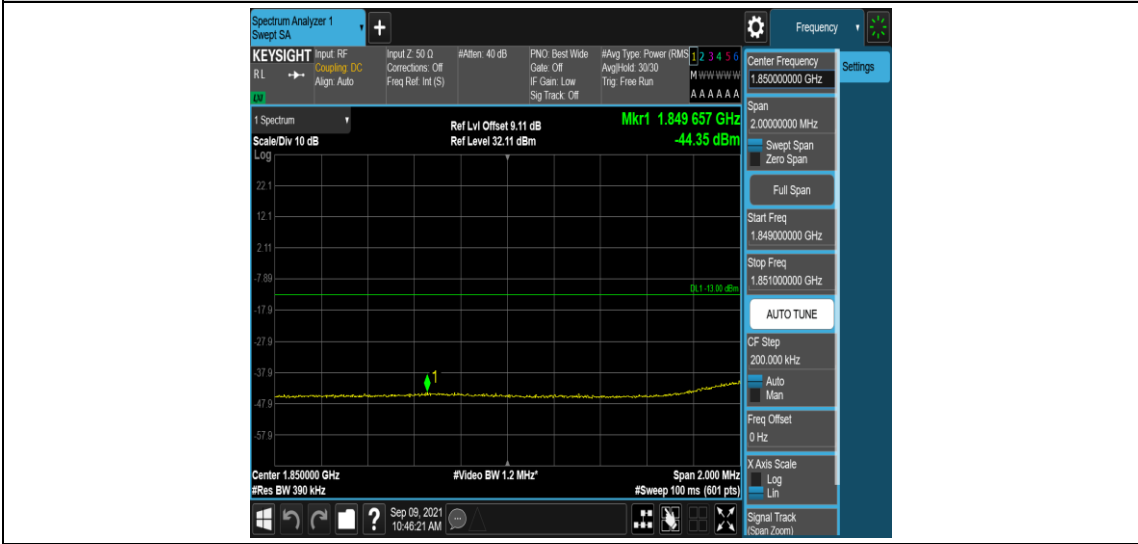 Spectrum Analyzer 1
Swept SA
+
Frequency
KEYSIGHT
RL
LXI
Input: RF
Coupling: DC
Align: Auto
Input Z: 50 Ω
Corrections: Off
Freq Ref: Int (S)
#Atten: 40 dB
PNO: Best Wide
Gate: Off
IF Gain: Low
Sig Track: Off
#Avg Type: Power (RMS
Avg|Hold: 30/30
Trig: Free Run
1 2 3 4 5 6
M W W W W W
A A A A A A
1 Spectrum
Scale/Div 10 dB
Ref Lvl Offset 9.11 dB
Ref Level 32.11 dBm
Mkr1 1.849 657 GHz
-44.35 dBm
Log
22.1
12.1
2.11
-7.89
DL1 -13.00 dBm
-17.9
-27.9
-37.9
1
-47.9
-57.9
Center 1.850000 GHz
#Res BW 390 kHz
#Video BW 1.2 MHz*
Span 2.000 MHz
#Sweep 100 ms (601 pts)
?
Sep 09, 2021
10:46:21 AM
Center Frequency
1.850000000 GHz
Settings
Span
2.00000000 MHz
Swept Span
Zero Span
Full Span
Start Freq
1.849000000 GHz
Stop Freq
1.851000000 GHz
AUTO TUNE
CF Step
200.000 kHz
Auto
Man
Freq Offset
0 Hz
X Axis Scale
Log
Lin
Signal Track
(Span Zoom)